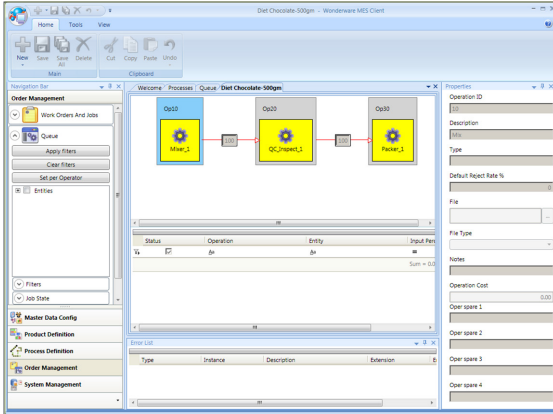 Diet Chocolate-500gm - Wonderware MES Client
Home Tools View
New Save Save All Delete Cut Copy Paste Undo
Main Clipboard
Navigation Bar
Order Management
Work Orders And Jobs
Queue
Apply filters
Clear filters
Set per Operator
Entities
Filters
Job State
Master Data Config
Product Definition
Process Definition
Order Management
System Management
Welcome Processes Queue Diet Chocolate-500gm
Op10 Op20 Op30
100 100
Mixer_1 QC_Inspect_1 Packer_1
Status Operation Entity Input Per
Sum = 0.0
Error List
Type Instance Description Extension E
Properties
Operation ID
10
Description
Mix
Type
Default Reject Rate %
0
File
...
File Type
Notes
Operation Cost
0.00
Oper spare 1
Oper spare 2
Oper spare 3
Oper spare 4